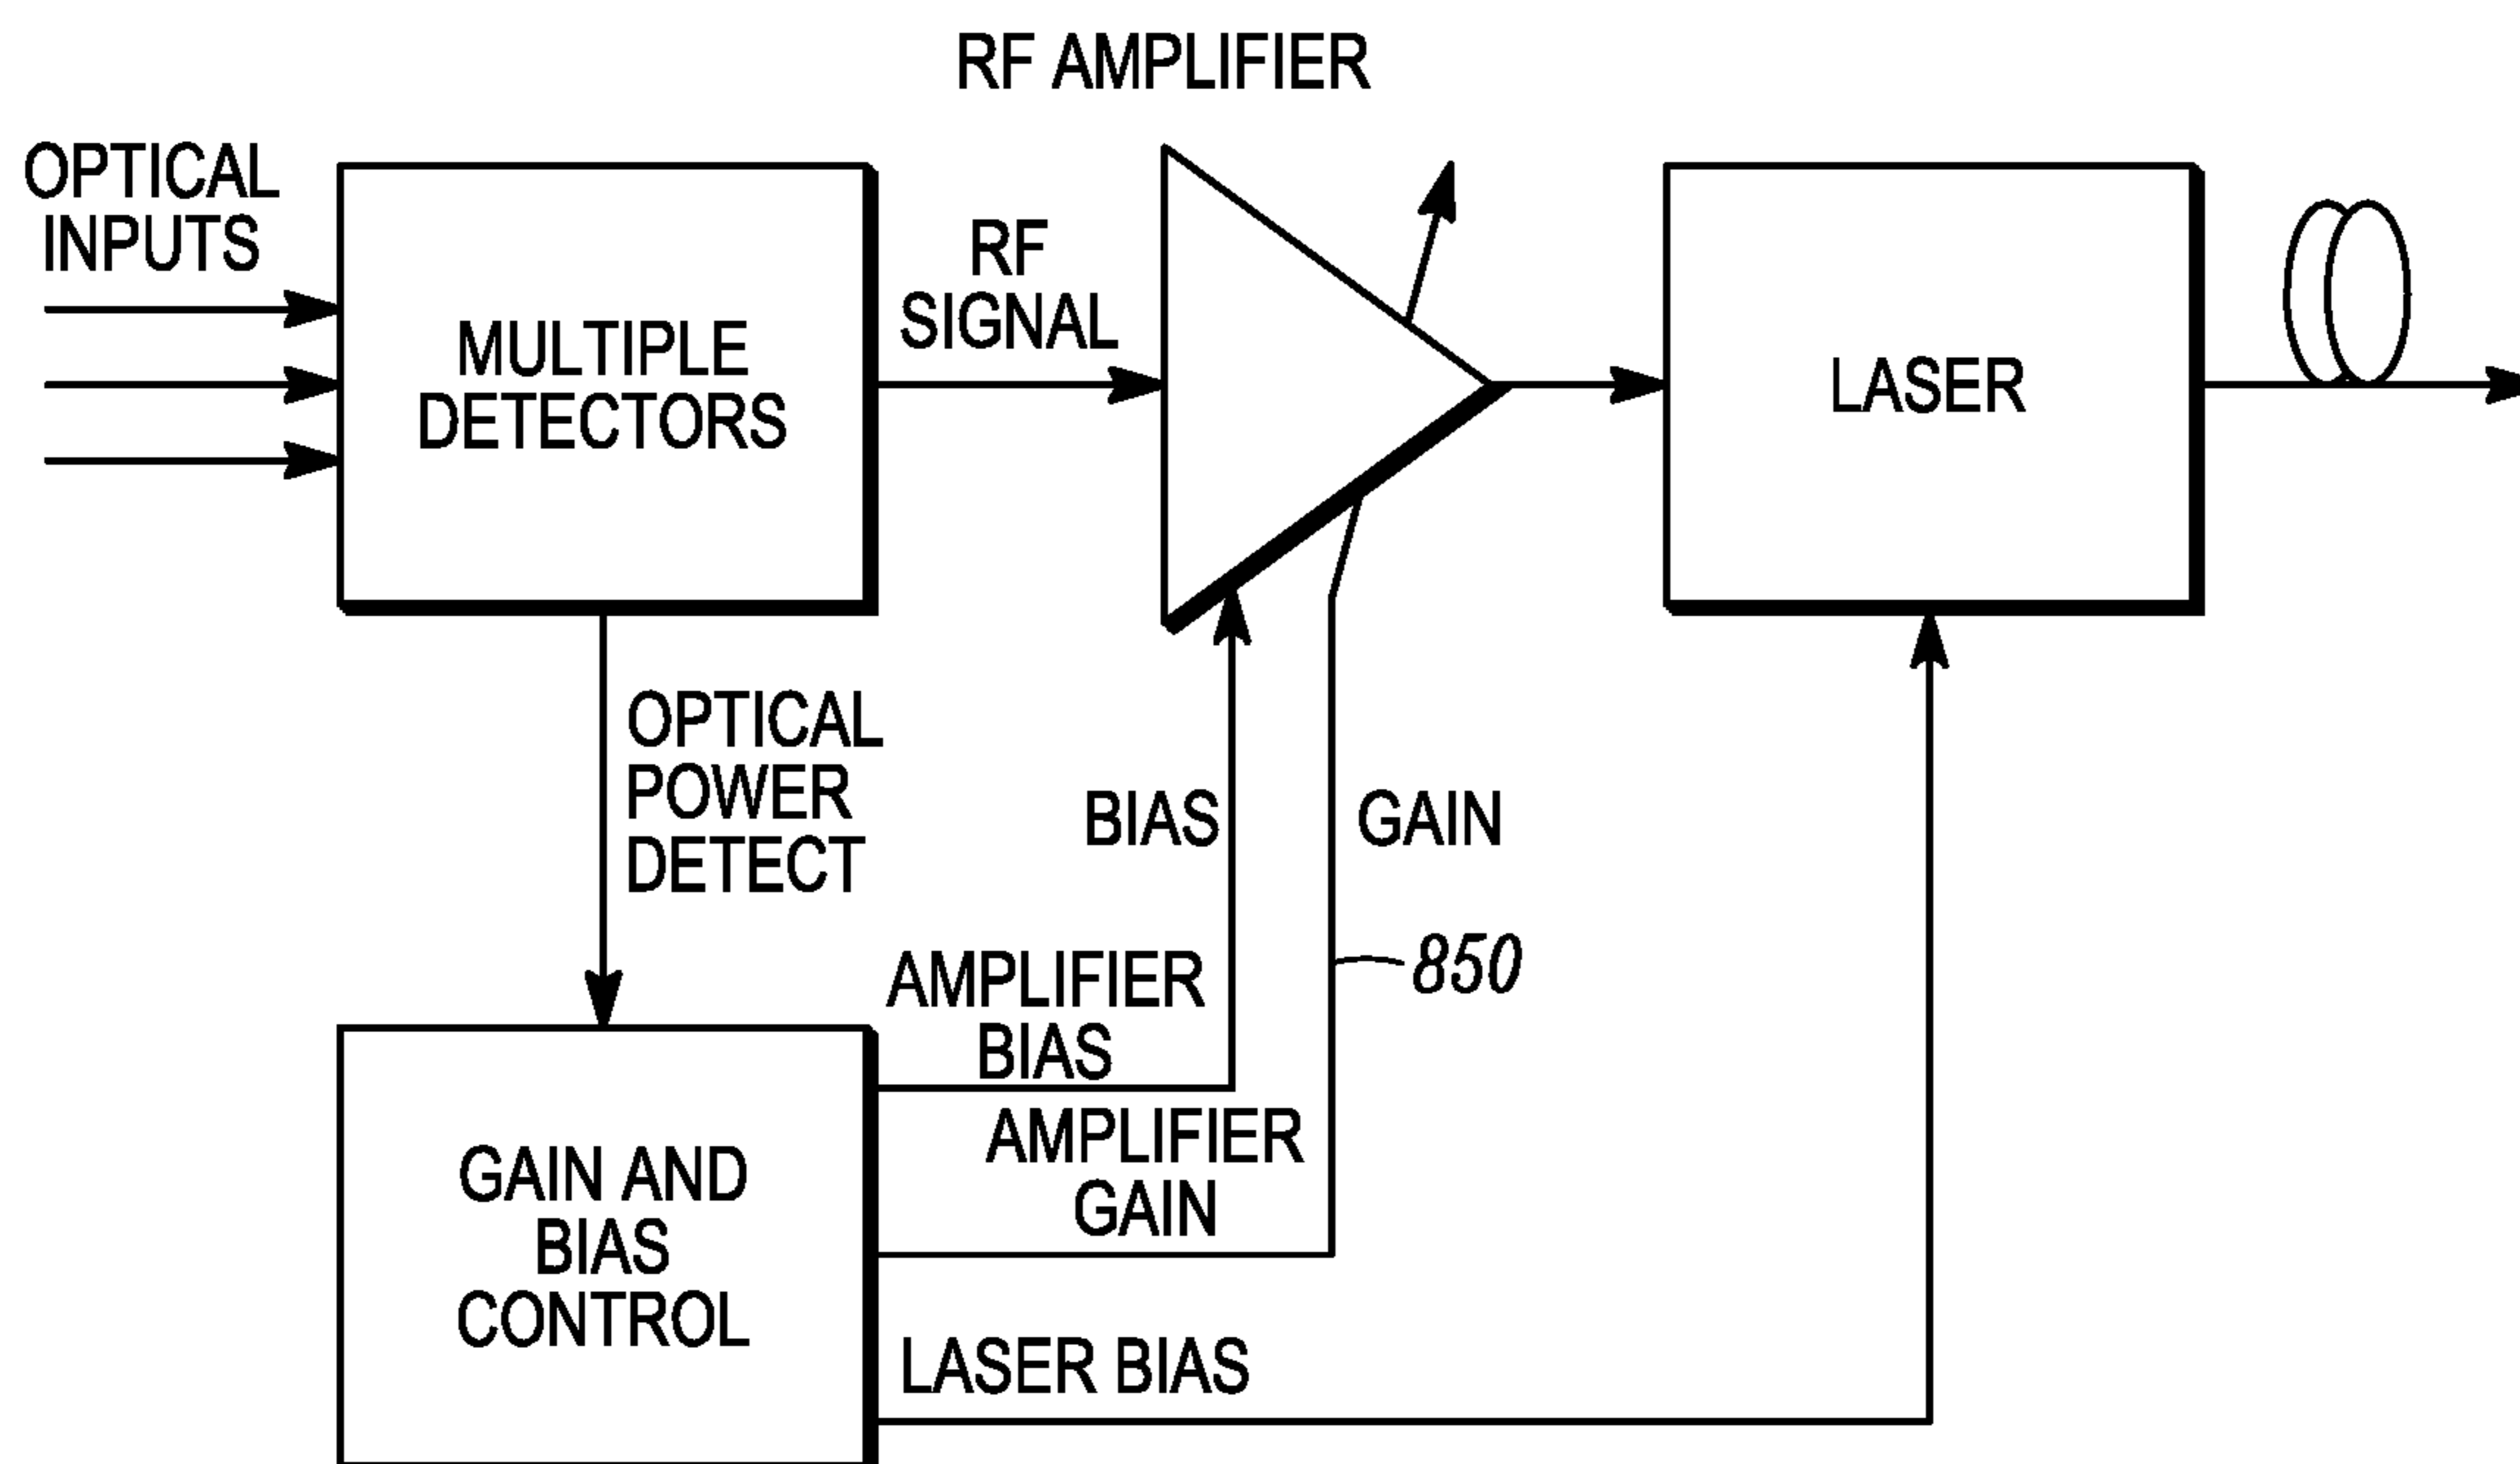 RF AMPLIFIER
OPTICAL
INPUTS
MULTIPLE
DETECTORS
RF
SIGNAL
LASER
OPTICAL
POWER
DETECT
BIAS
GAIN
850
AMPLIFIER
BIAS
AMPLIFIER
GAIN
GAIN AND
BIAS
CONTROL
LASER BIAS